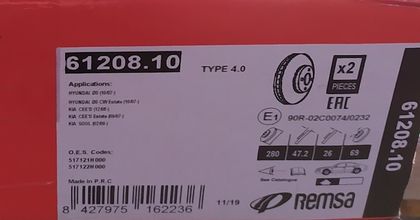 61208.10
TYPE 4.0
x2
PIECES
EAC
Applications:
HYUNDAI i30 (10/07-)
HYUNDAI i30 CW Estate (10/07-)
KIA CEE'D (12/06-)
KIA CEE'D Estate (09/07-)
KIA SOUL (02/09-)
E1 90R-02C0074/0232
280 47.2 26 69
O.E.S. Codes:
517121H000
517122H000
See Catalogue
Made in P.R.C
11/19
REMSA
8 427975 162236
61208.10